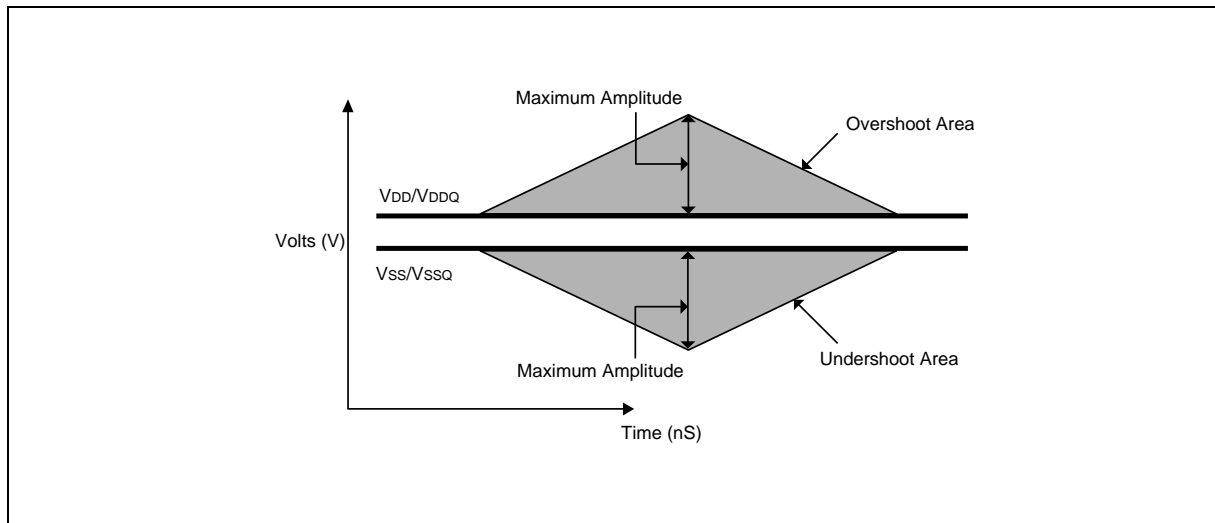 Maximum Amplitude
Overshoot Area
VDD/VDDQ
Volts (V)
VSS/VSSQ
Undershoot Area
Maximum Amplitude
Time (nS)